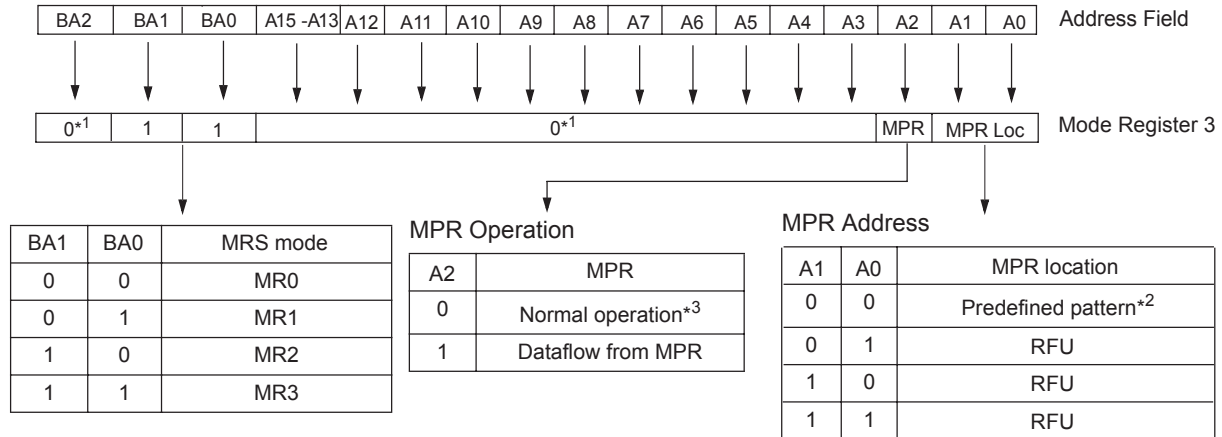 BA2 BA1 BA0 A15 -A13 A12 A11 A10 A9 A8 A7 A6 A5 A4 A3 A2 A1 A0 Address Field
0*1 1 1 0*1 MPR MPR Loc Mode Register 3
BA1 BA0 MRS mode
0 0 MR0
0 1 MR1
1 0 MR2
1 1 MR3
MPR Operation
A2 MPR
0 Normal operation*3
1 Dataflow from MPR
MPR Address
A1 A0 MPR location
0 0 Predefined pattern*2
0 1 RFU
1 0 RFU
1 1 RFU